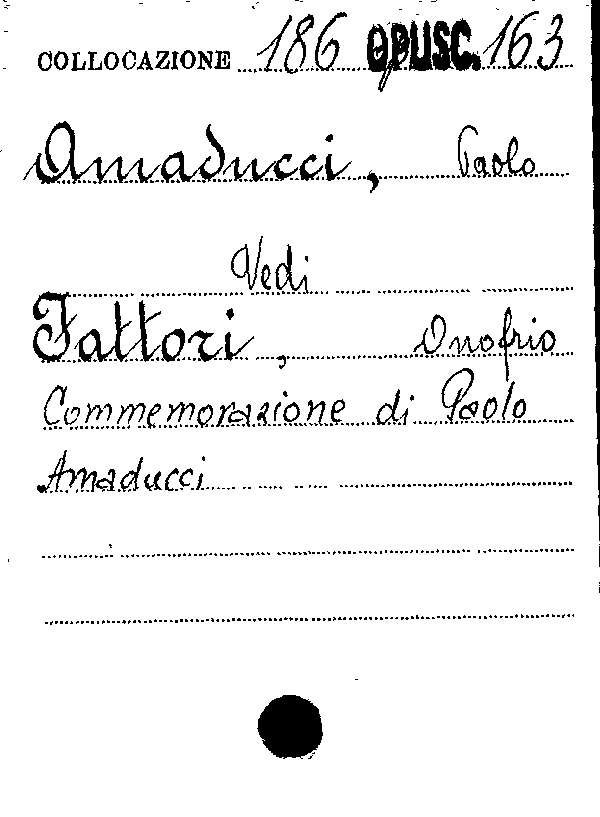 COLLOCAZIONE 186 OPUSC. 163
Amaducci, Paolo
Vedi
Fattori, Onofrio
Commemorazione di Paolo
Amaducci